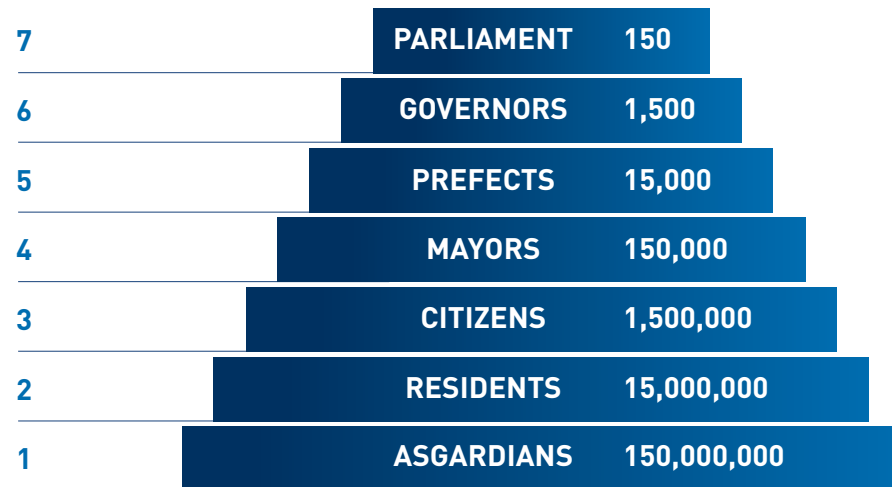 7 PARLIAMENT 150
6 GOVERNORS 1,500
5 PREFECTS 15,000
4 MAYORS 150,000
3 CITIZENS 1,500,000
2 RESIDENTS 15,000,000
1 ASGARDIANS 150,000,000